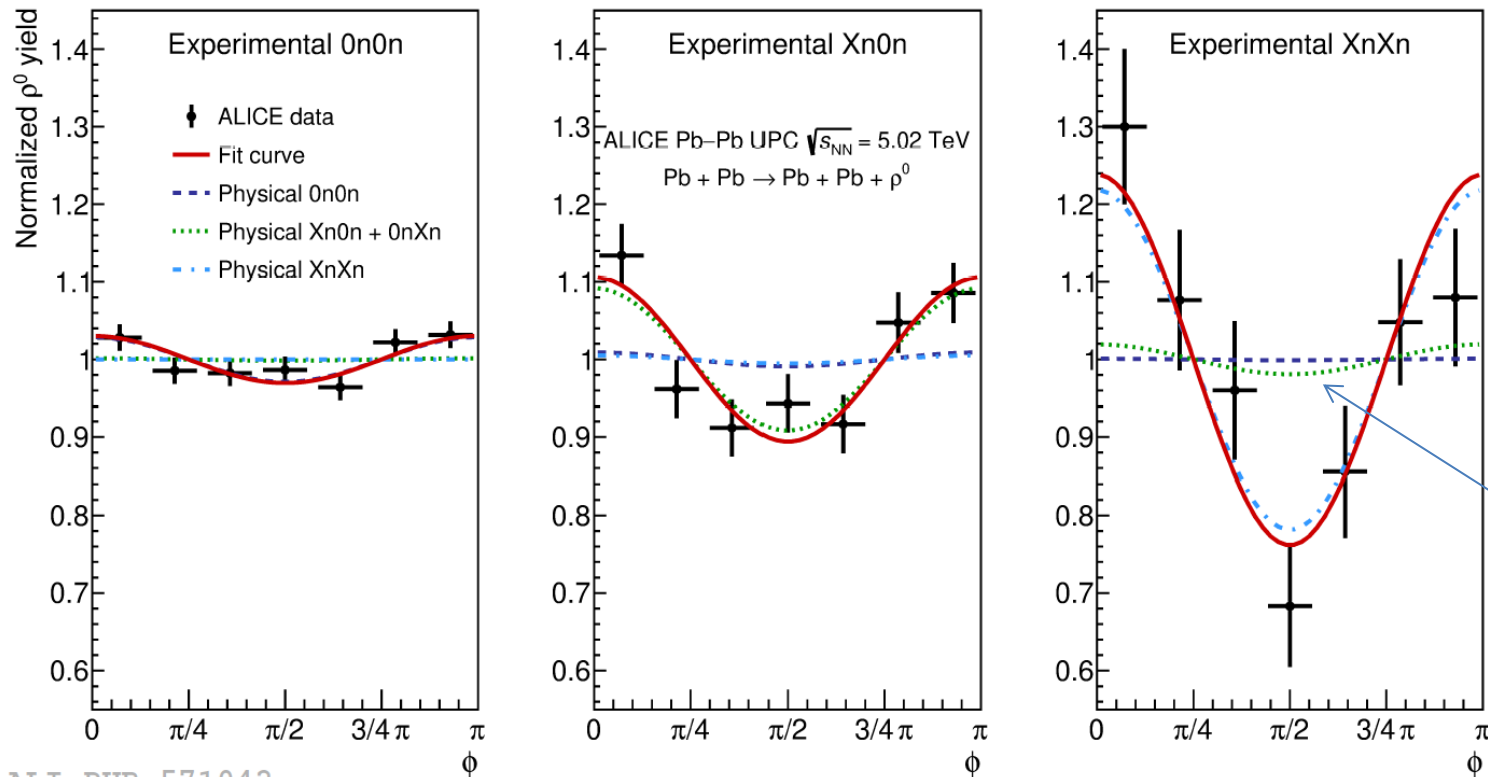 Normalized ρ⁰ yield
Experimental 0n0n
ALICE data
Fit curve
Physical 0n0n
Physical Xn0n + 0nXn
Physical XnXn
1.4
1.3
1.2
1.1
1
0.9
0.8
0.7
0.6
0 π/4 π/2 3/4 π π
ϕ
Experimental Xn0n
ALICE Pb–Pb UPC √sNN = 5.02 TeV
Pb + Pb → Pb + Pb + ρ⁰
1.4
1.3
1.2
1.1
1
0.9
0.8
0.7
0.6
0 π/4 π/2 3/4 π π
ϕ
Experimental XnXn
1.4
1.3
1.2
1.1
1
0.9
0.8
0.7
0.6
0 π/4 π/2 3/4 π π
ϕ